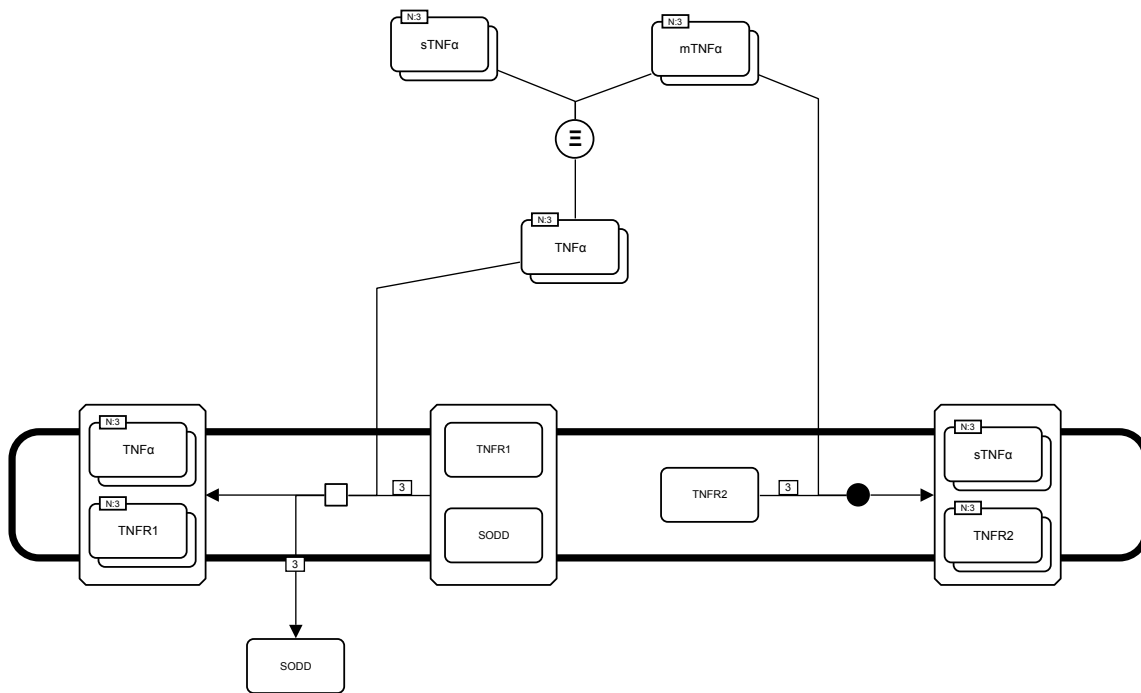 N:3
sTNFα
N:3
mTNFα
Ξ
N:3
TNFα
N:3
TNFα
N:3
TNFR1
3
3
TNFR1
SODD
TNFR2
3
N:3
sTNFα
N:3
TNFR2
SODD